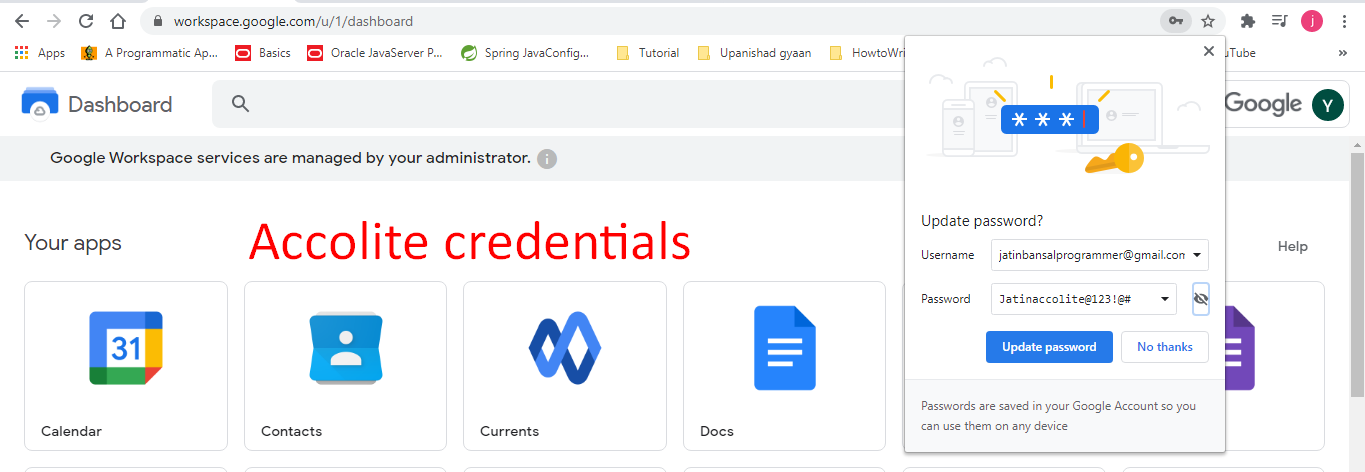 workspace.google.com/u/1/dashboard
j
Apps
A Programmatic Ap...
Basics
Oracle JavaServer P...
Spring JavaConfig...
Tutorial
Upanishad gyaan
HowtoWri
uTube
»
Dashboard
Google
Y
Google Workspace services are managed by your administrator.
Your apps
Accolite credentials
Help
31
Calendar
Contacts
Currents
Docs
***
Update password?
Username
jatinbansalprogrammer@gmail.com
Password
Jatinaccolite@123!@#
Update password
No thanks
Passwords are saved in your Google Account so you
can use them on any device